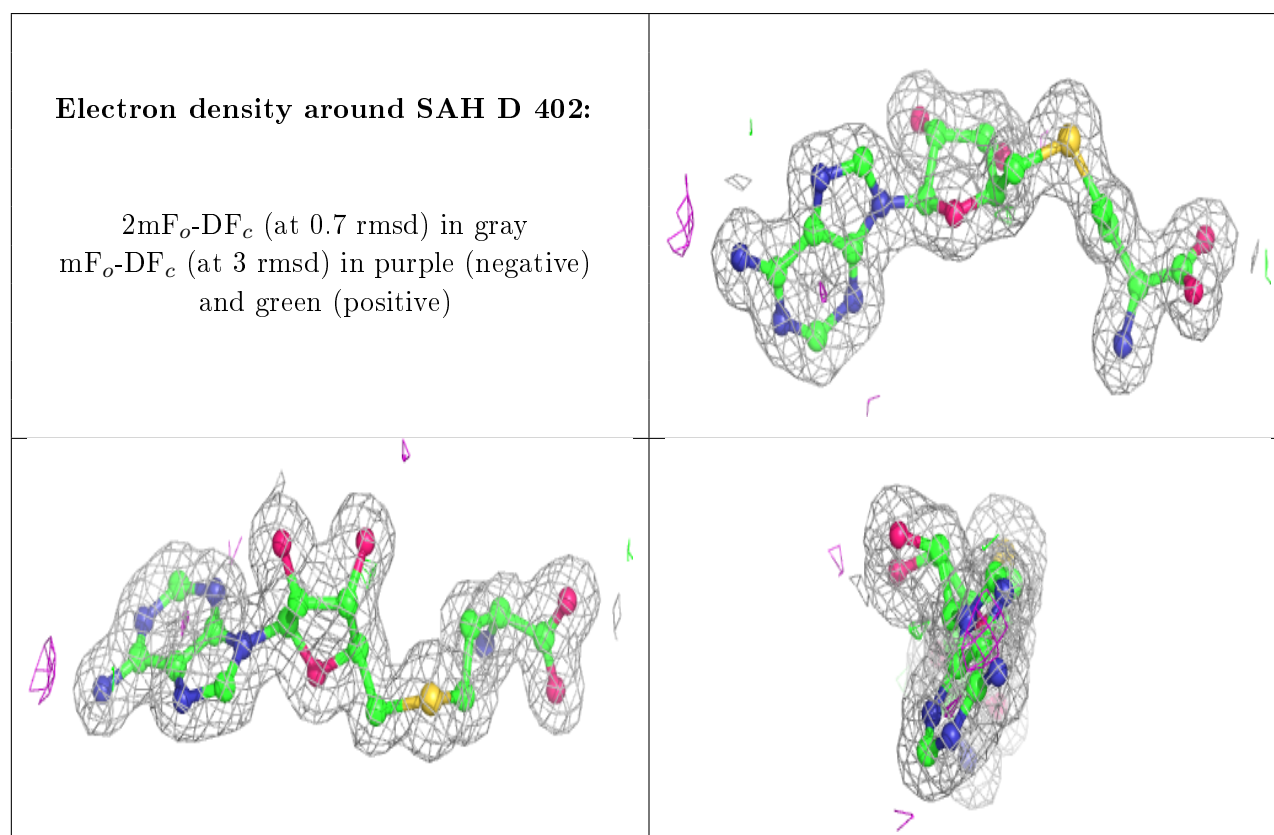 Electron density around SAH D 402:
2mFo-DFc (at 0.7 rmsd) in gray
mFo-DFc (at 3 rmsd) in purple (negative)
and green (positive)